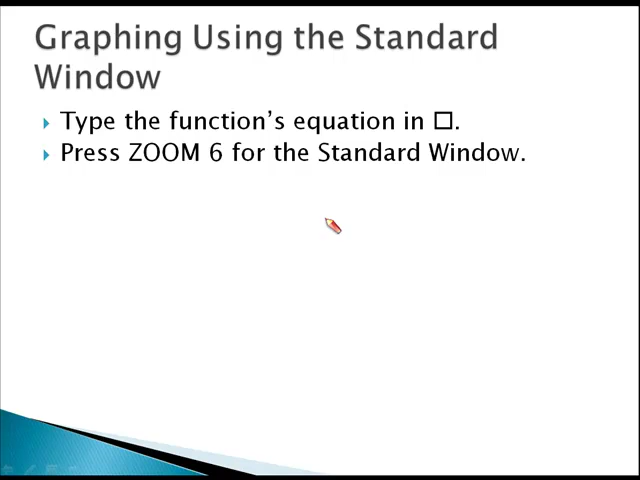 Graphing Using the Standard
Window
Type the function's equation in □.
Press ZOOM 6 for the Standard Window.